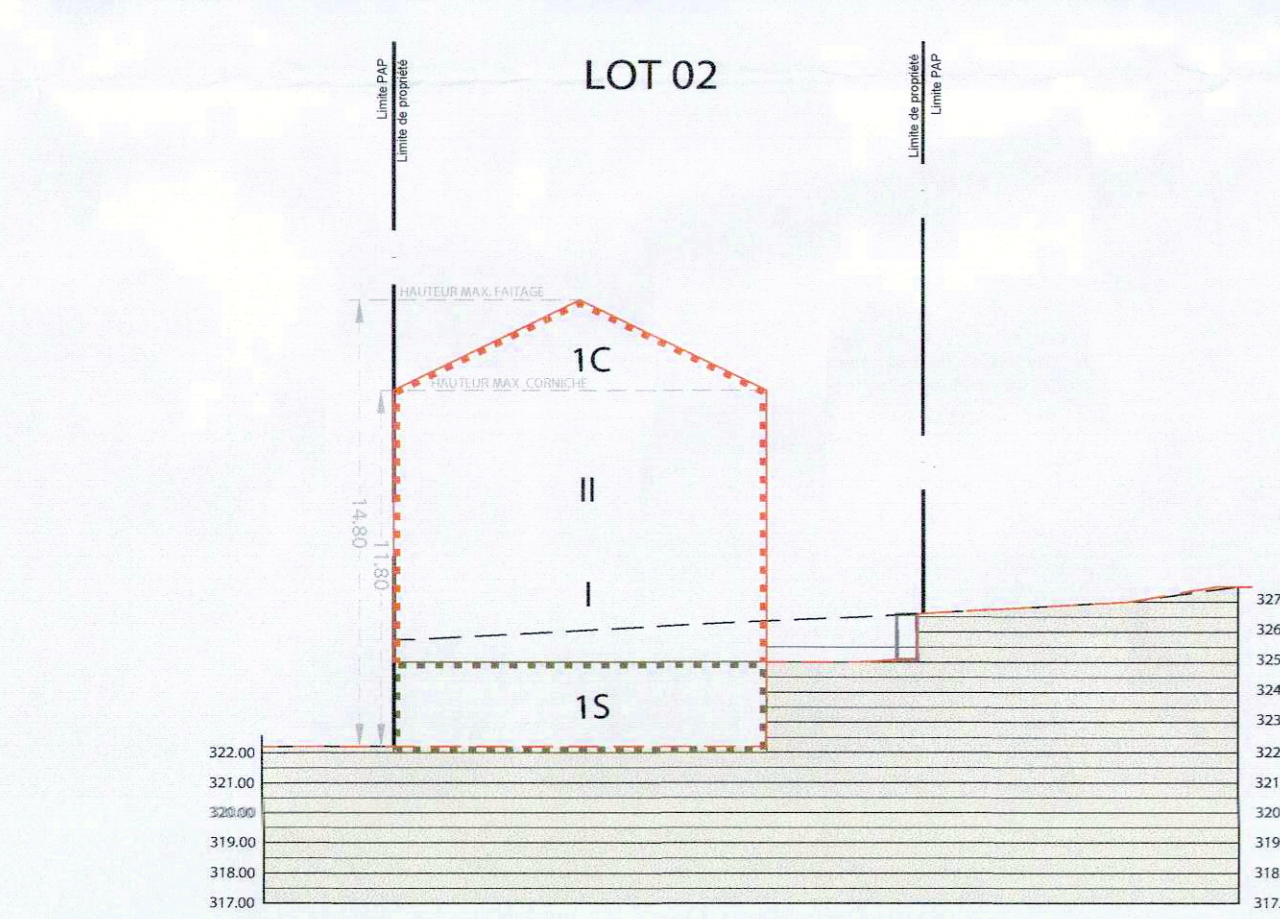 LOT 02
Limite PAP
Limite de propriété
Limite de propriété
Limite PAP
HAUTEUR MAX. FAITAGE
1C
HAUTEUR MAX. CORNICHE
II
14.80
11.80
I
1S
322.00
321.00
320.00
319.00
318.00
317.00
327
326
325
324
323
322
321
320
319
318
317.